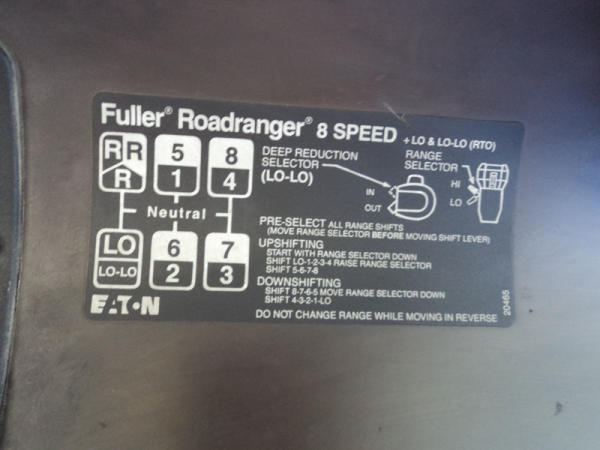 Fuller® Roadranger® 8 SPEED + LO & LO-LO (RTO)
R R 5 8
R 1 4
Neutral
LO 6 7
LO-LO 2 3
DEEP REDUCTION
SELECTOR
(LO-LO)
IN
OUT
RANGE
SELECTOR
HI
LO
PRE-SELECT ALL RANGE SHIFTS
(MOVE RANGE SELECTOR BEFORE MOVING SHIFT LEVER)
UPSHIFTING
START WITH RANGE SELECTOR DOWN
SHIFT LO-1-2-3-4 RAISE RANGE SELECTOR
SHIFT 5-6-7-8
DOWNSHIFTING
SHIFT 8-7-6-5 MOVE RANGE SELECTOR DOWN
SHIFT 4-3-2-1-LO
EATON
DO NOT CHANGE RANGE WHILE MOVING IN REVERSE
20465